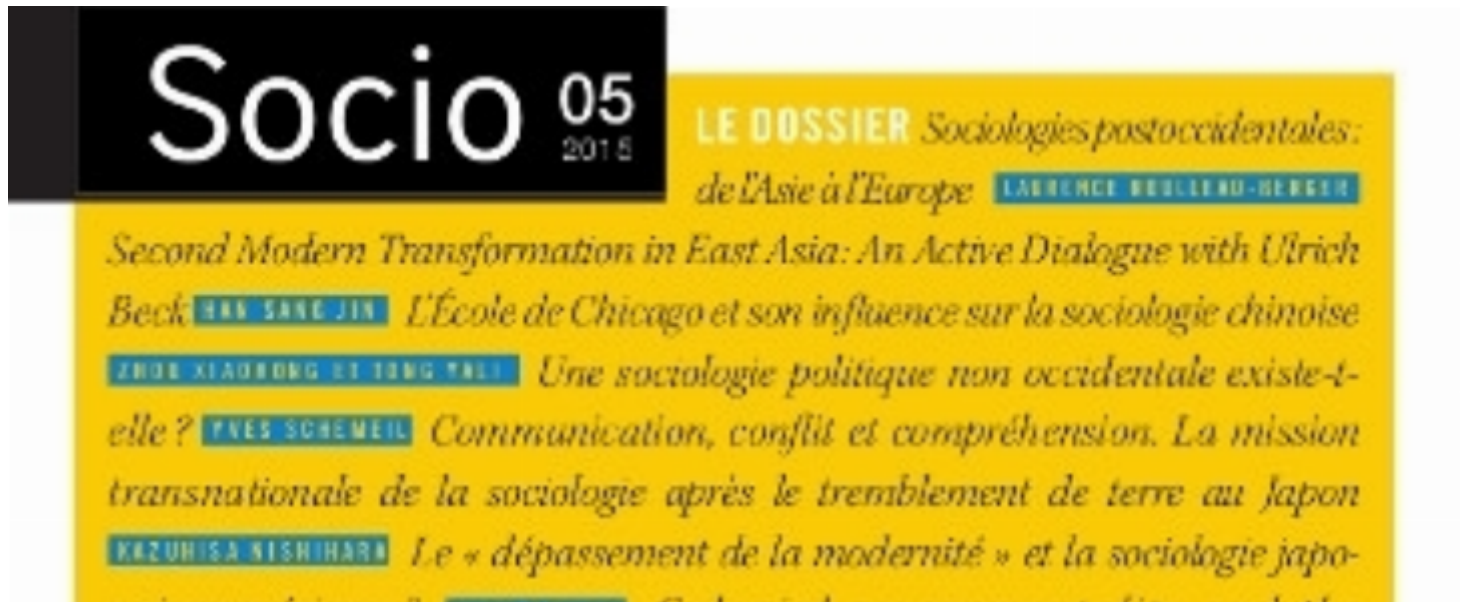 Socio 05
2015
LE DOSSIER Sociologies postoccidentales :
de l'Asie à l'Europe LAURENCE ROULLEAU-BERGER
Second Modern Transformation in East Asia: An Active Dialogue with Ulrich
Beck HAN SANG JIN L'École de Chicago et son influence sur la sociologie chinoise
ZHOU XIAOHONG ET TONG YALI Une sociologie politique non occidentale existe-t-
elle ? YVES SCHEMEIL Communication, conflit et compréhension. La mission
transnationale de la sociologie après le tremblement de terre au Japon
KAZUHISA NISHIHARA Le « dépassement de la modernité » et la sociologie japo-